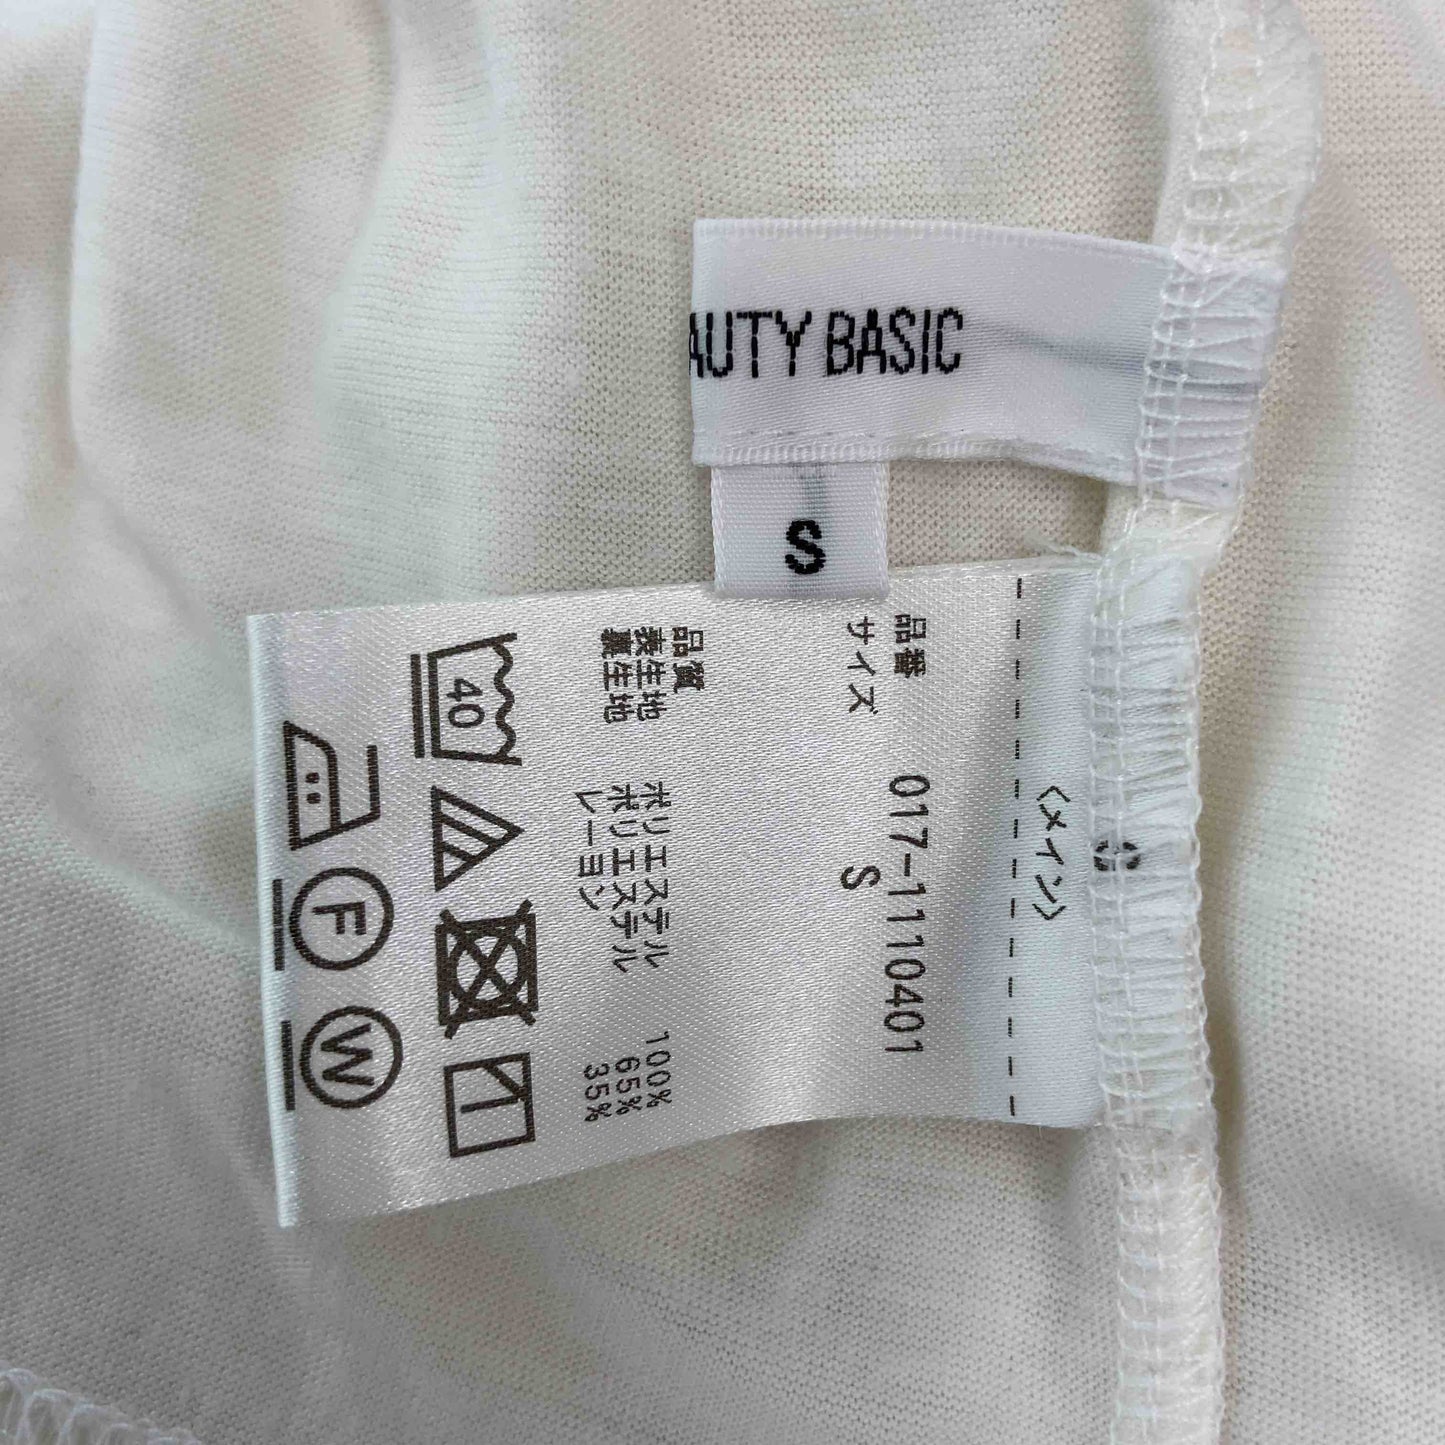 AUTY BASIC
S
〈メイン〉
品番 017-1110401
サイズ S
品質
表生地 ポリエステル 100%
裏生地 ポリエステル 65%
レーヨン 35%
40
F
W